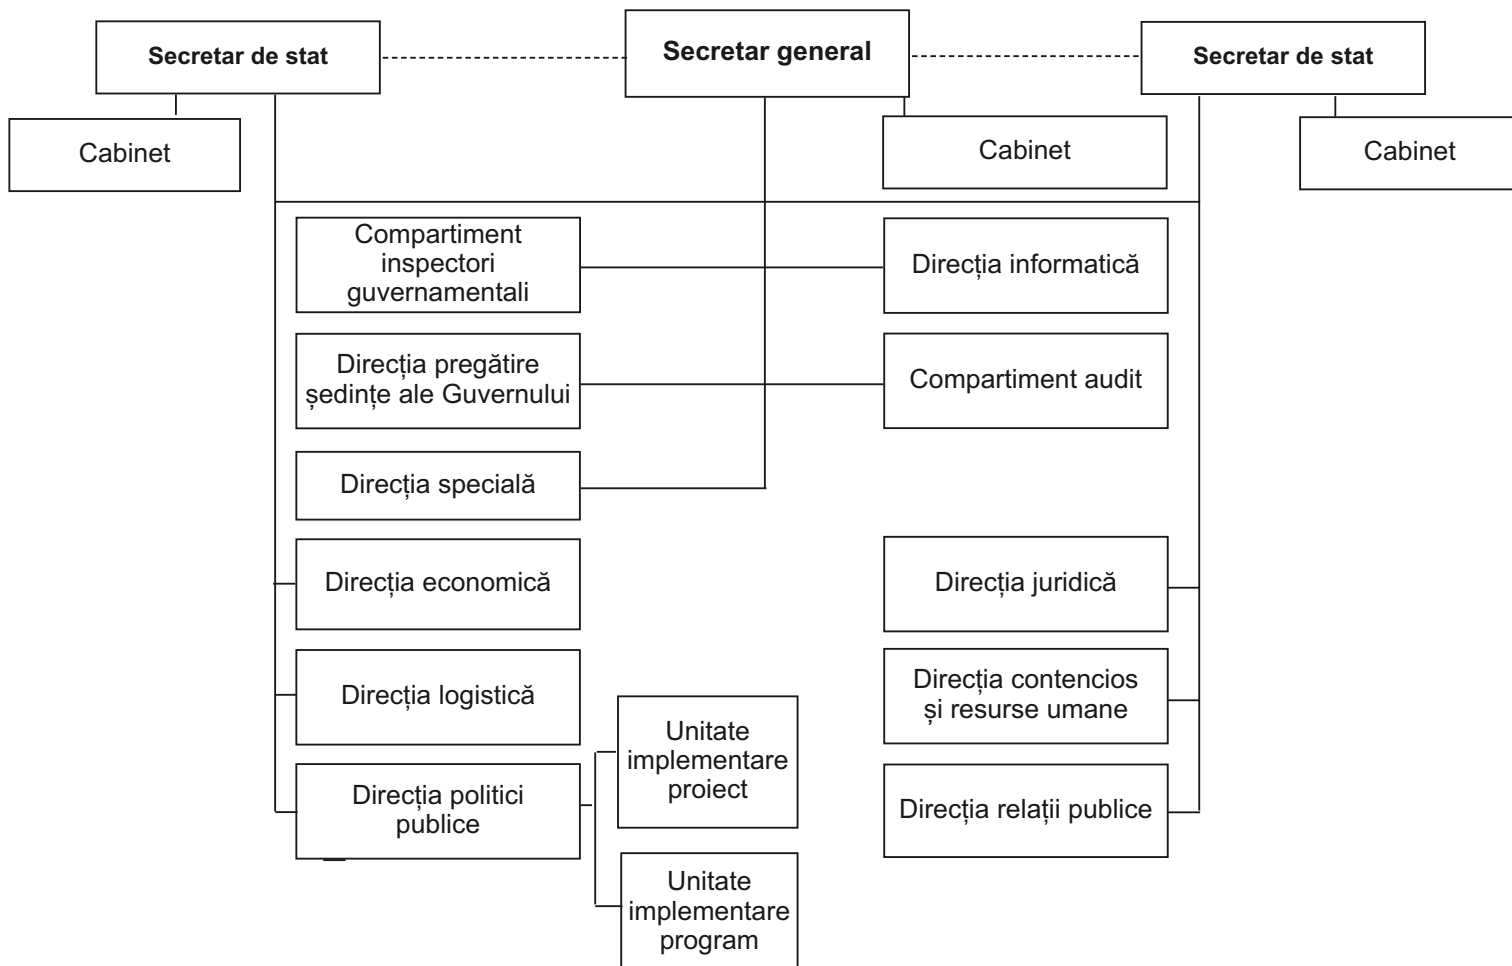 Secretar de stat
Secretar general
Secretar de stat
Cabinet
Cabinet
Cabinet
Compartiment
inspectori
guvernamentali
Direcția informatică
Direcția pregătire
ședințe ale Guvernului
Compartiment audit
Direcția specială
Direcția economică
Direcția juridică
Direcția logistică
Direcția contencios
și resurse umane
Unitate
implementare
proiect
Direcția politici
publice
Direcția relații publice
Unitate
implementare
program